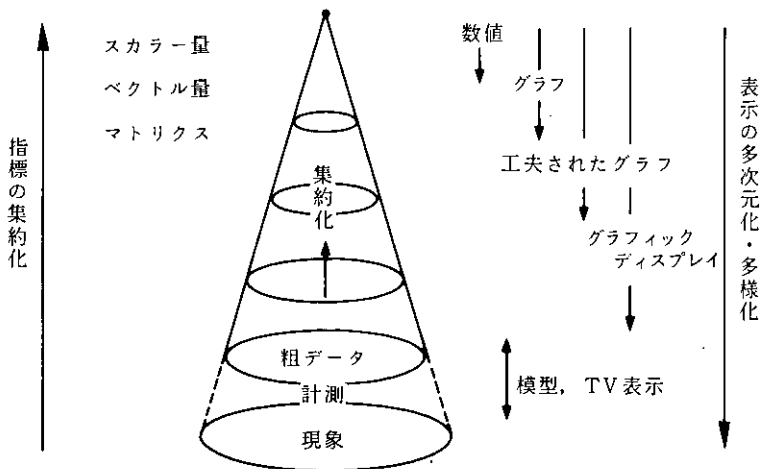 スカラー量
ベクトル量
マトリクス
指標の集約化
集約化
粗データ
計測
現象
数値
グラフ
工夫されたグラフ
グラフィック
ディスプレイ
模型，TV表示
表示の多次元化・多様化